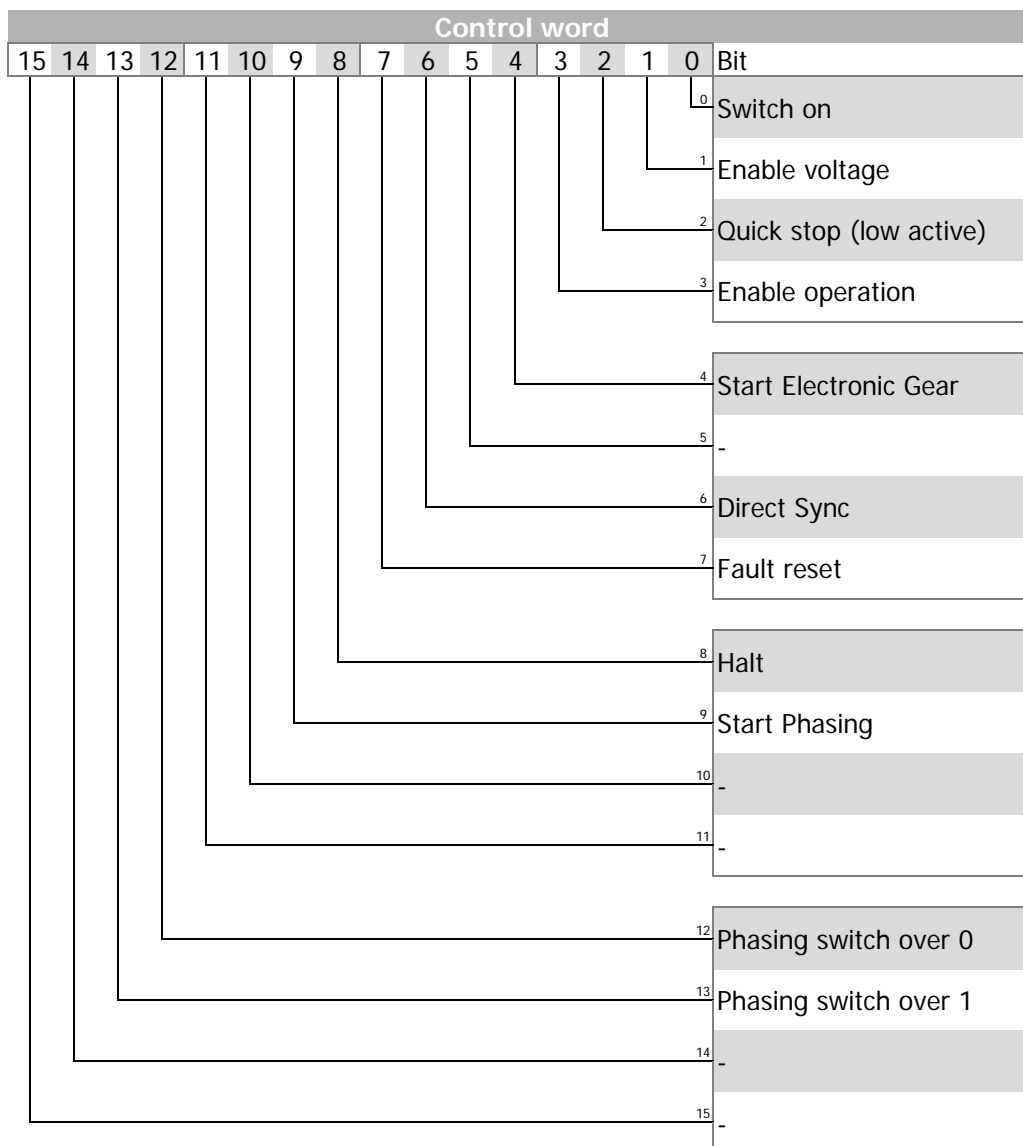 Control word
15 14 13 12 11 10 9 8 7 6 5 4 3 2 1 0 Bit
0 Switch on
1 Enable voltage
2 Quick stop (low active)
3 Enable operation
4 Start Electronic Gear
5 -
6 Direct Sync
7 Fault reset
8 Halt
9 Start Phasing
10 -
11 -
12 Phasing switch over 0
13 Phasing switch over 1
14 -
15 -